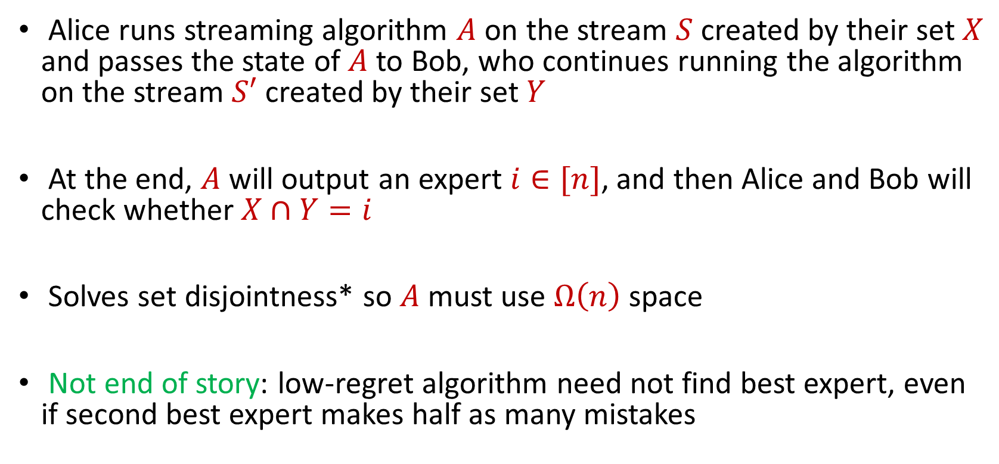 • Alice runs streaming algorithm A on the stream S created by their set X
and passes the state of A to Bob, who continues running the algorithm
on the stream S′ created by their set Y
• At the end, A will output an expert i ∈ [n], and then Alice and Bob will
check whether X ∩ Y = i
• Solves set disjointness* so A must use Ω(n) space
• Not end of story: low-regret algorithm need not find best expert, even
if second best expert makes half as many mistakes